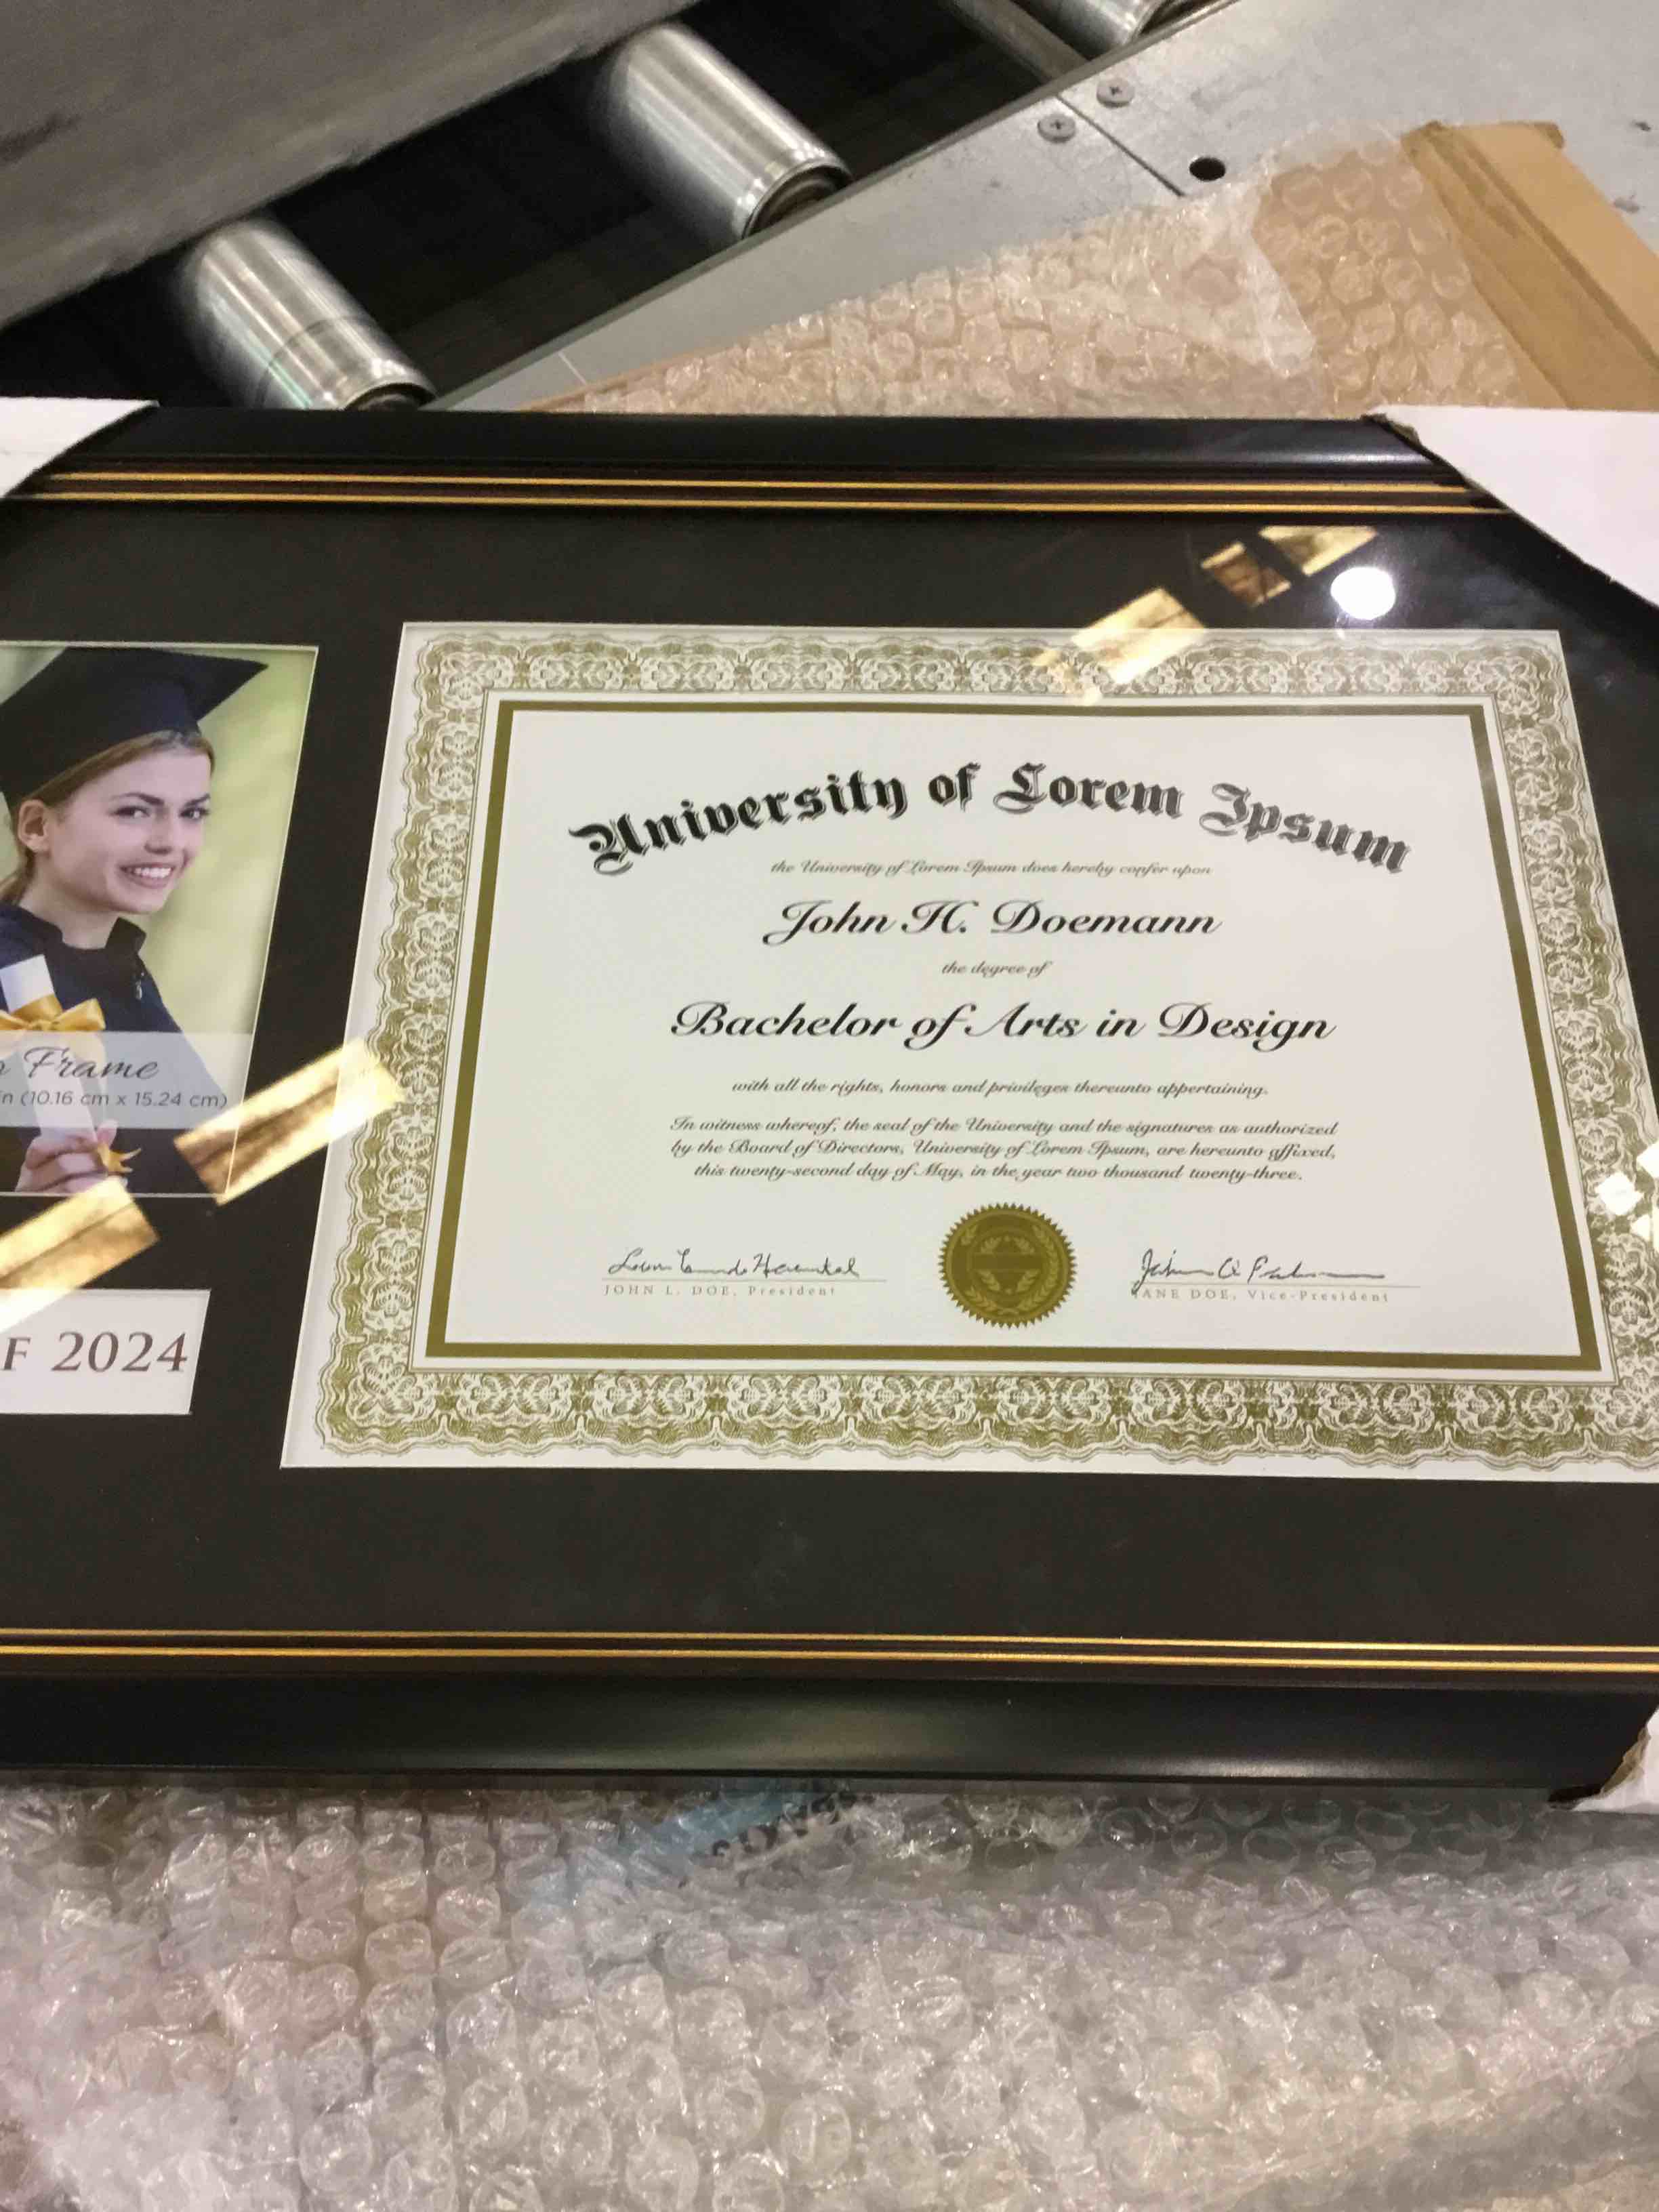 Frame
in (10.16 cm x 15.24 cm)
F 2024
University of Lorem Ipsum
the University of Lorem Ipsum does hereby confer upon
John H. Doemann
the degree of
Bachelor of Arts in Design
with all the rights, honors and privileges thereunto appertaining.
In witness whereof, the seal of the University and the signatures as authorized
by the Board of Directors, University of Lorem Ipsum, are hereunto affixed,
this twenty-second day of May, in the year two thousand twenty-three.
JOHN L. DOE, President
JANE DOE, Vice-President